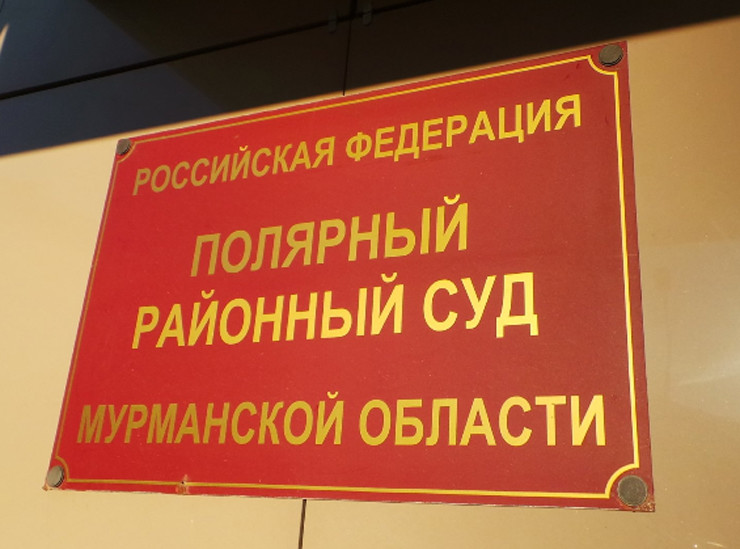 РОССИЙСКАЯ ФЕДЕРАЦИЯ
ПОЛЯРНЫЙ
РАЙОННЫЙ СУД
МУРМАНСКОЙ ОБЛАСТИ